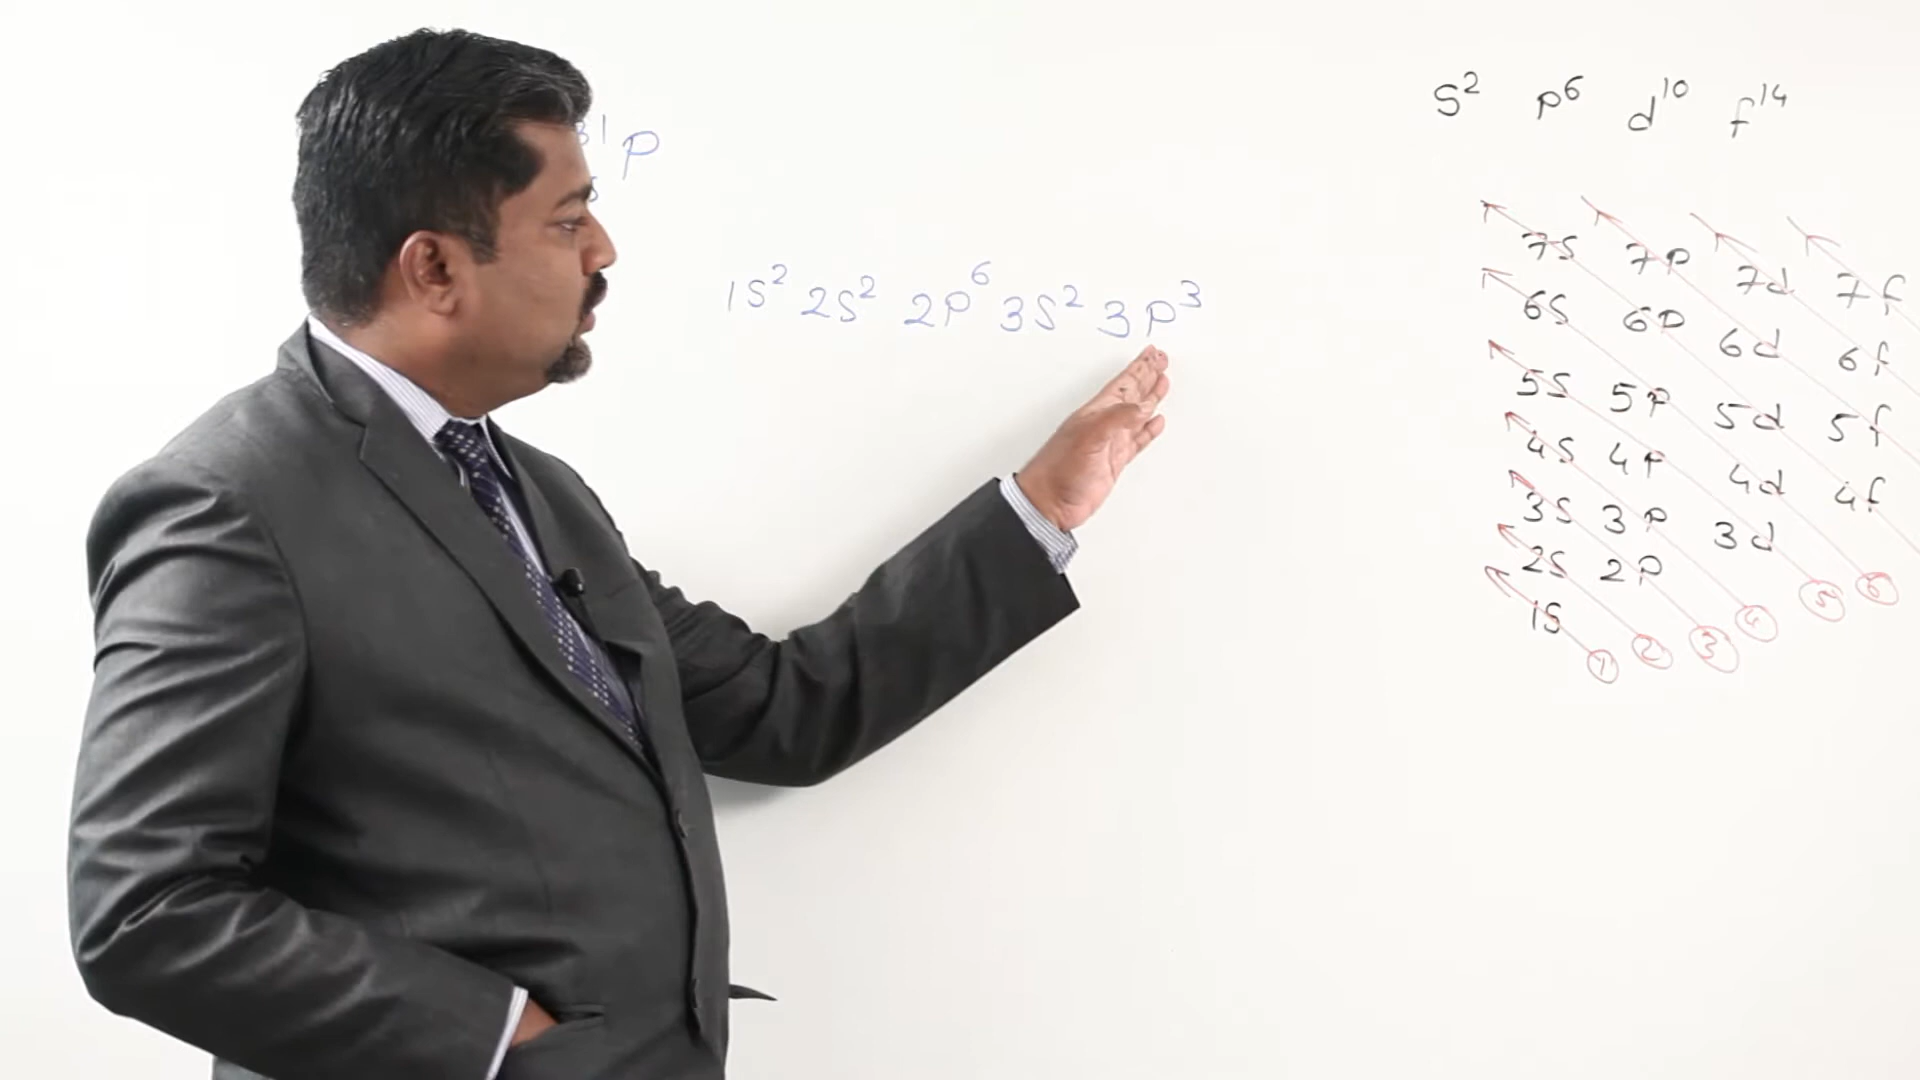 S² P⁶ d¹⁰ f¹⁴
31 P
1S² 2S² 2P⁶ 3S² 3P³
7S 7P 7d 7f
6S 6P 6d 6f
5S 5P 5d 5f
4S 4P 4d 4f
3S 3P 3d
2S 2P
1S
1 2 3 4 5 6